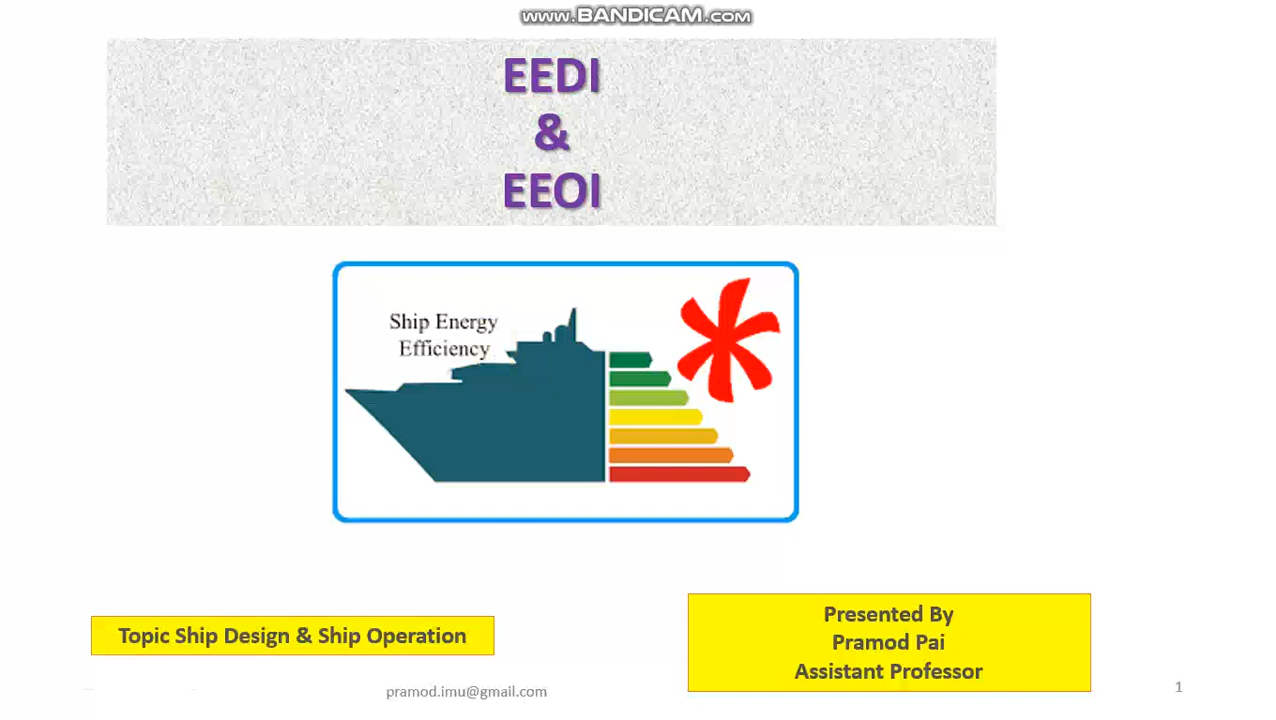 www.BANDICAM.com
EEDI
&
EEOI
Ship Energy
Efficiency
Topic Ship Design & Ship Operation
Presented By
Pramod Pai
Assistant Professor
pramod.imu@gmail.com
1